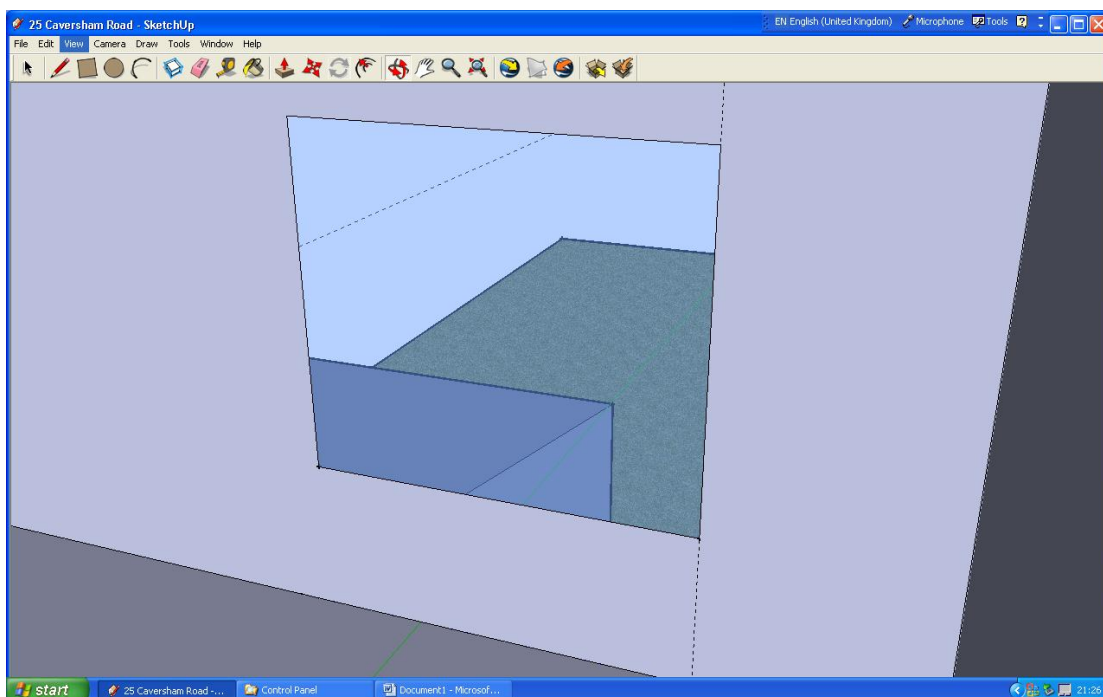 25 Caversham Road - SketchUp
EN English (United Kingdom) Microphone Tools
File Edit View Camera Draw Tools Window Help
start 25 Caversham Road -... Control Panel Document1 - Microsof... 21:26